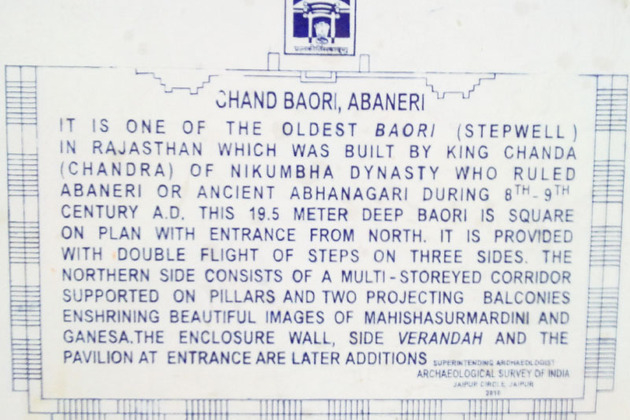 CHAND BAORI, ABANERI
IT IS ONE OF THE OLDEST BAORI (STEPWELL)
IN RAJASTHAN WHICH WAS BUILT BY KING CHANDA
(CHANDRA) OF NIKUMBHA DYNASTY WHO RULED
ABANERI OR ANCIENT ABHANAGARI DURING 8TH-9TH
CENTURY A.D. THIS 19.5 METER DEEP BAORI IS SQUARE
ON PLAN WITH ENTRANCE FROM NORTH. IT IS PROVIDED
WITH DOUBLE FLIGHT OF STEPS ON THREE SIDES. THE
NORTHERN SIDE CONSISTS OF A MULTI-STOREYED CORRIDOR
SUPPORTED ON PILLARS AND TWO PROJECTING BALCONIES
ENSHRINING BEAUTIFUL IMAGES OF MAHISHASURMARDINI AND
GANESA.THE ENCLOSURE WALL, SIDE VERANDAH AND THE
PAVILION AT ENTRANCE ARE LATER ADDITIONS
SUPERINTENDING ARCHAEOLOGIST
ARCHAEOLOGICAL SURVEY OF INDIA
JAIPUR CIRCLE, JAIPUR